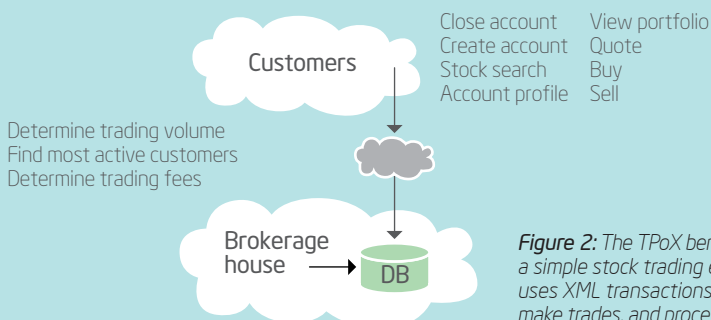 Close account
Create account
Stock search
Account profile
View portfolio
Quote
Buy
Sell
Customers
Determine trading volume
Find most active customers
Determine trading fees
Brokerage
house
DB
Figure 2: The TPoX ben
a simple stock trading e
uses XML transactions
make trades, and proce